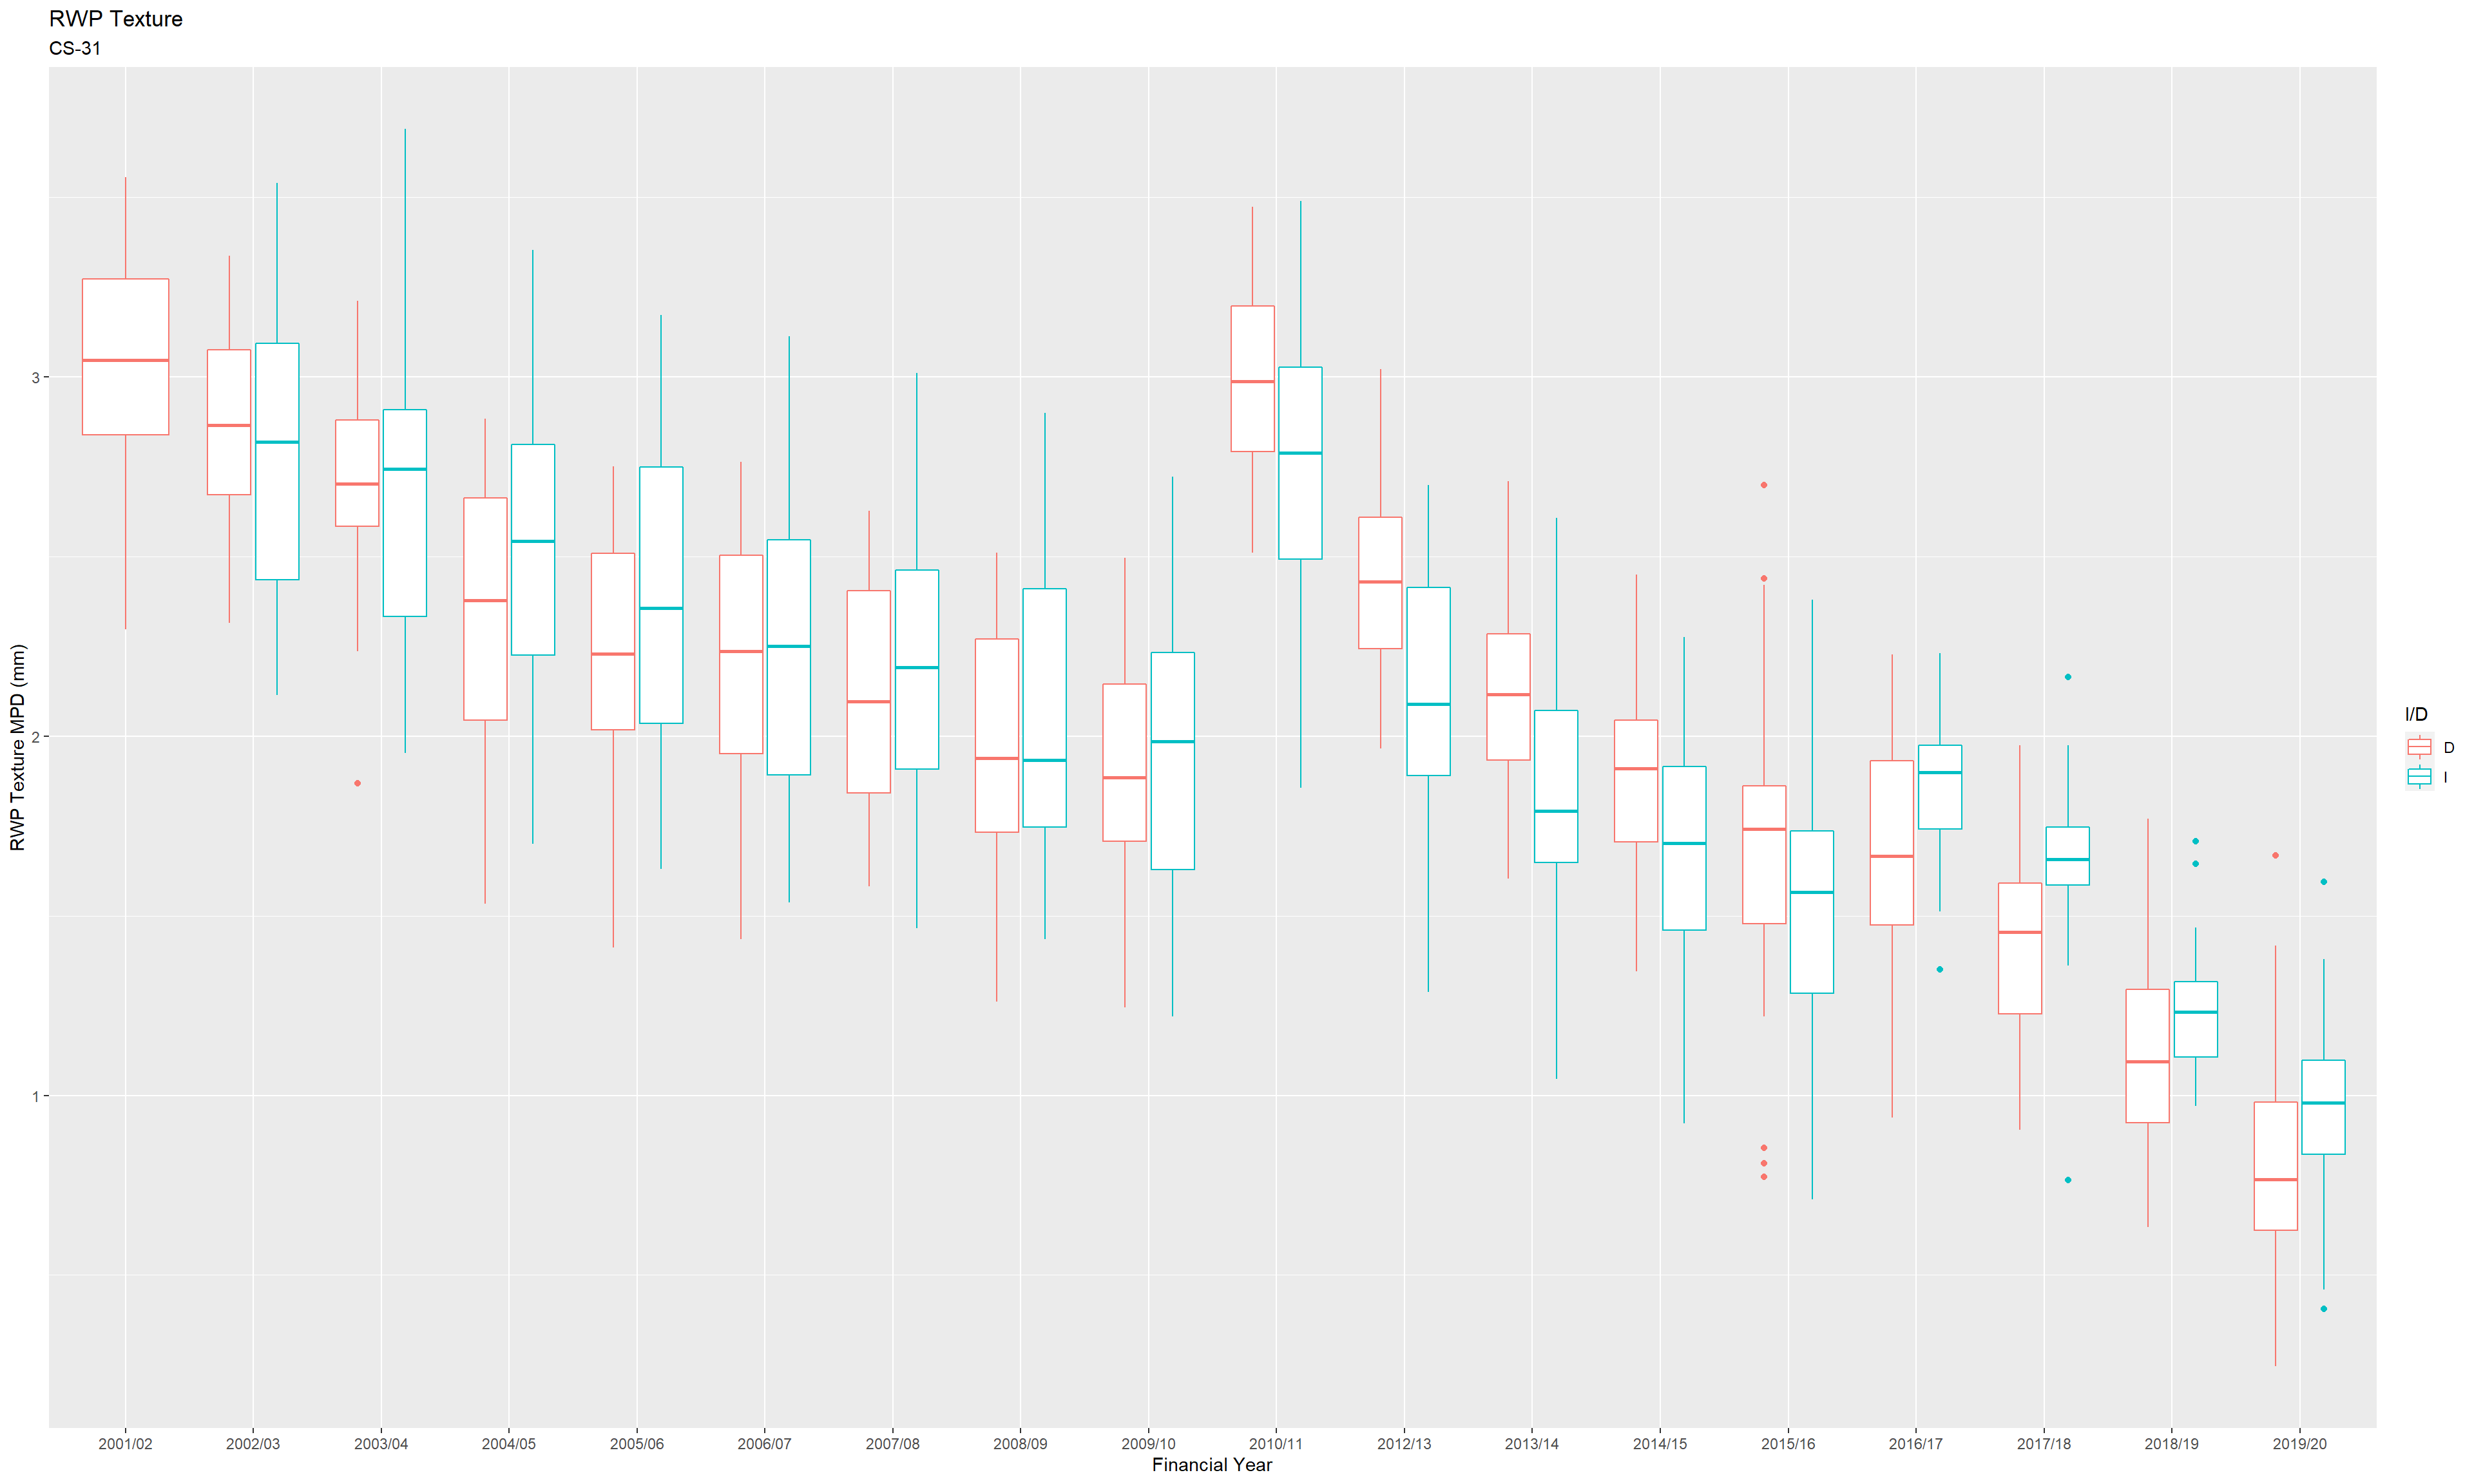 RWP Texture
CS-31
RWP Texture MPD (mm)
3
2
1
2001/02 2002/03 2003/04 2004/05 2005/06 2006/07 2007/08 2008/09 2009/10 2010/11 2012/13 2013/14 2014/15 2015/16 2016/17 2017/18 2018/19 2019/20
Financial Year
I/D
D
I